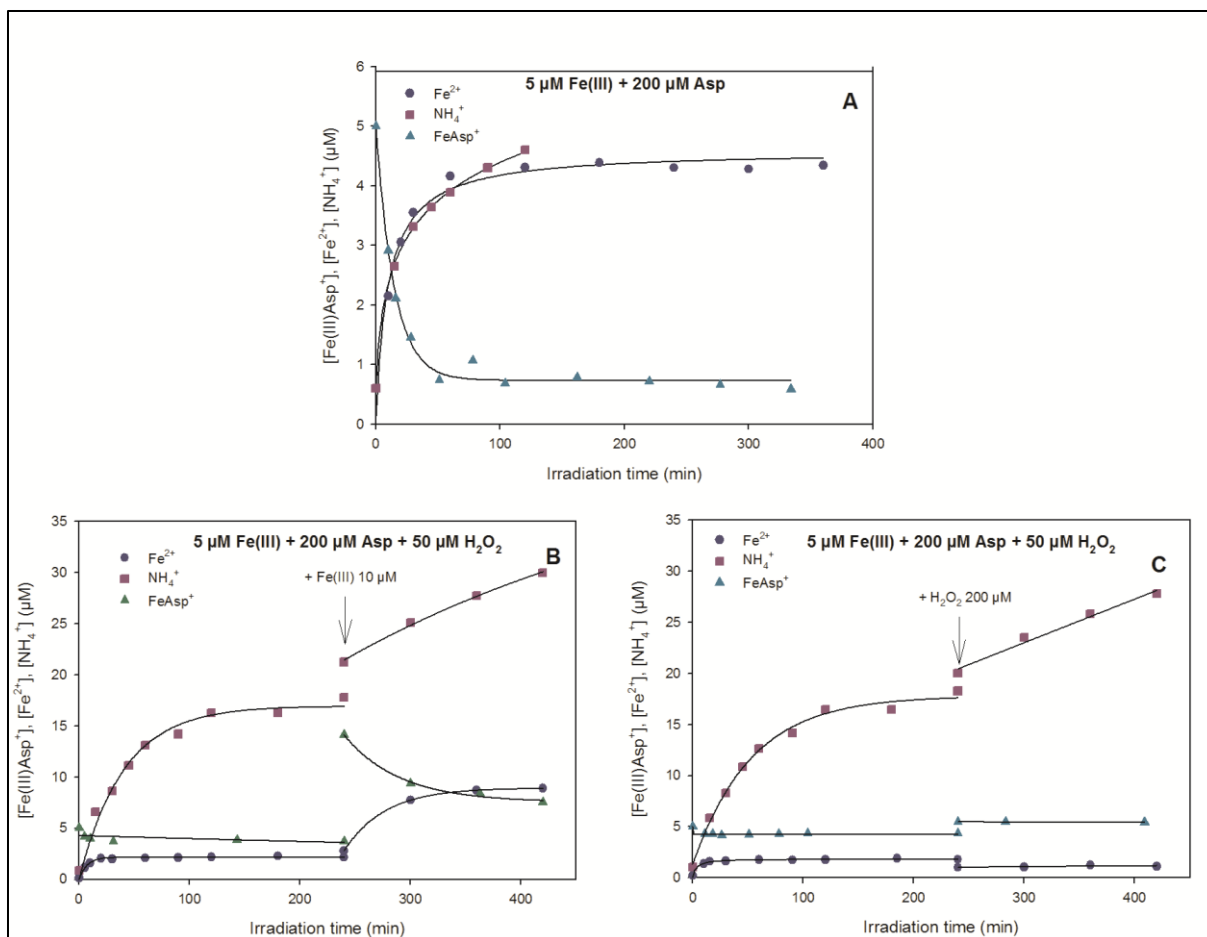 5 µM Fe(III) + 200 µM Asp
A
Fe²⁺
NH₄⁺
FeAsp⁺
[Fe(III)Asp⁺], [Fe²⁺], [NH₄⁺] (µM)
6
5
4
3
2
1
0
0 100 200 300 400
Irradiation time (min)
5 µM Fe(III) + 200 µM Asp + 50 µM H₂O₂
B
Fe²⁺
NH₄⁺
FeAsp⁺
+ Fe(III) 10 µM
[Fe(III)Asp⁺], [Fe²⁺], [NH₄⁺] (µM)
35
30
25
20
15
10
5
0
0 100 200 300 400
Irradiation time (min)
5 µM Fe(III) + 200 µM Asp + 50 µM H₂O₂
C
Fe²⁺
NH₄⁺
FeAsp⁺
+ H₂O₂ 200 µM
[Fe(III)Asp⁺], [Fe²⁺], [NH₄⁺] (µM)
35
30
25
20
15
10
5
0
0 100 200 300 400
Irradiation time (min)